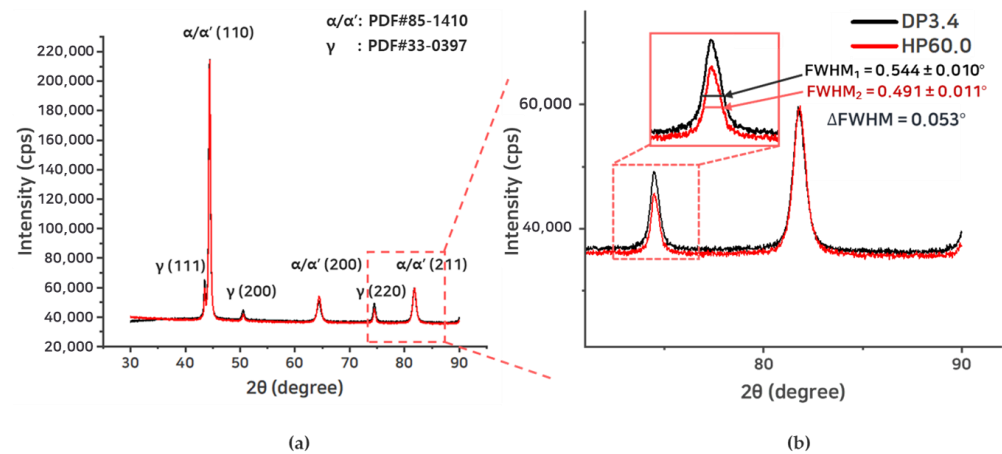 α/α′: PDF#85-1410
γ : PDF#33-0397
α/α′ (110)
220,000
200,000
180,000
160,000
140,000
120,000
100,000
80,000
60,000
40,000
20,000
Intensity (cps)
γ (111)
γ (200)
α/α′ (200)
γ (220)
α/α′ (211)
30
40
50
60
70
80
90
2θ (degree)
(a)
DP3.4
HP60.0
FWHM₁ = 0.544 ± 0.010°
FWHM₂ = 0.491 ± 0.011°
ΔFWHM = 0.053°
60,000
40,000
Intensity (cps)
80
90
2θ (degree)
(b)